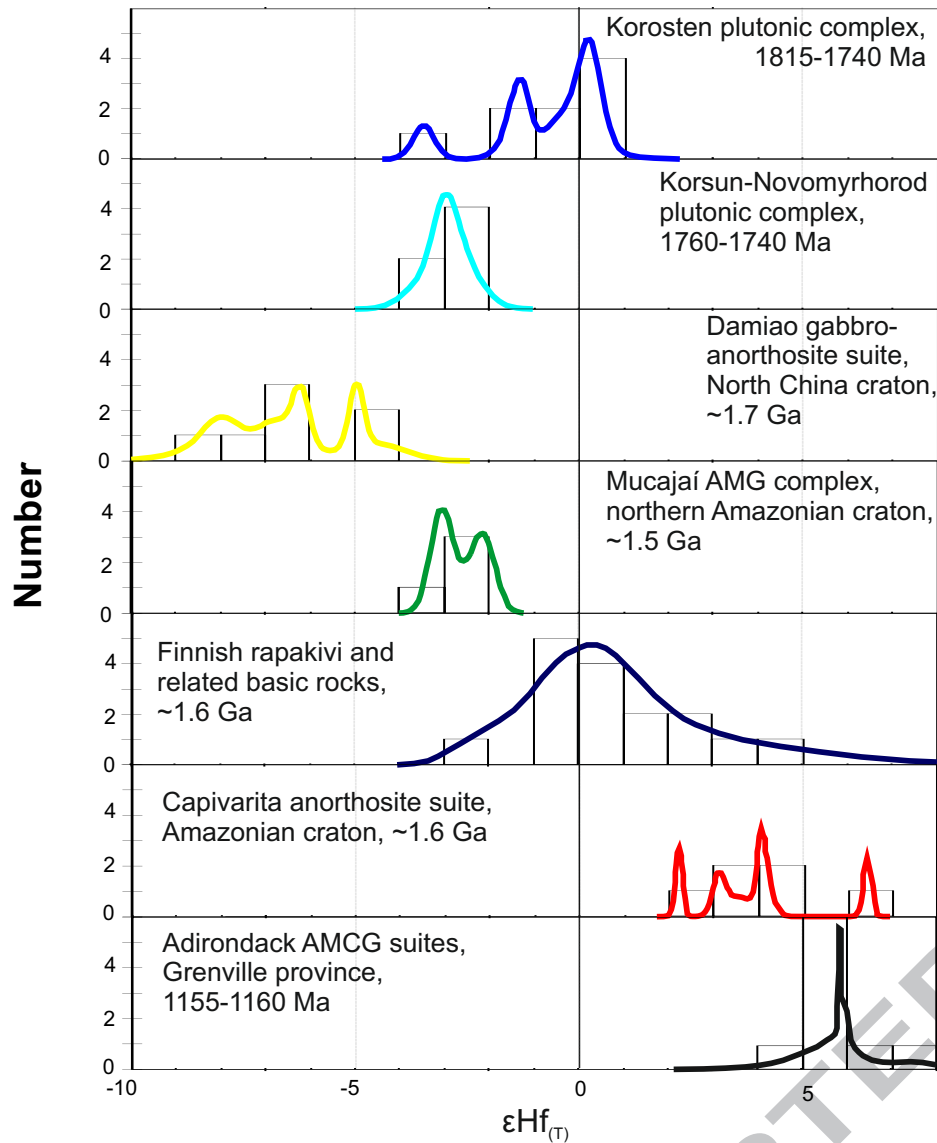 Korosten plutonic complex,
1815-1740 Ma
4
2
0
Korsun-Novomyrhorod
plutonic complex,
1760-1740 Ma
4
2
0
Damiao gabbro-
anorthosite suite,
North China craton,
~1.7 Ga
4
2
0
Mucajaí AMG complex,
northern Amazonian craton,
~1.5 Ga
4
2
0
Number
Finnish rapakivi and
related basic rocks,
~1.6 Ga
4
2
0
Capivarita anorthosite suite,
Amazonian craton, ~1.6 Ga
4
2
0
Adirondack AMCG suites,
Grenville province,
1155-1160 Ma
4
2
0
-10 -5 0 5
εHf(T)